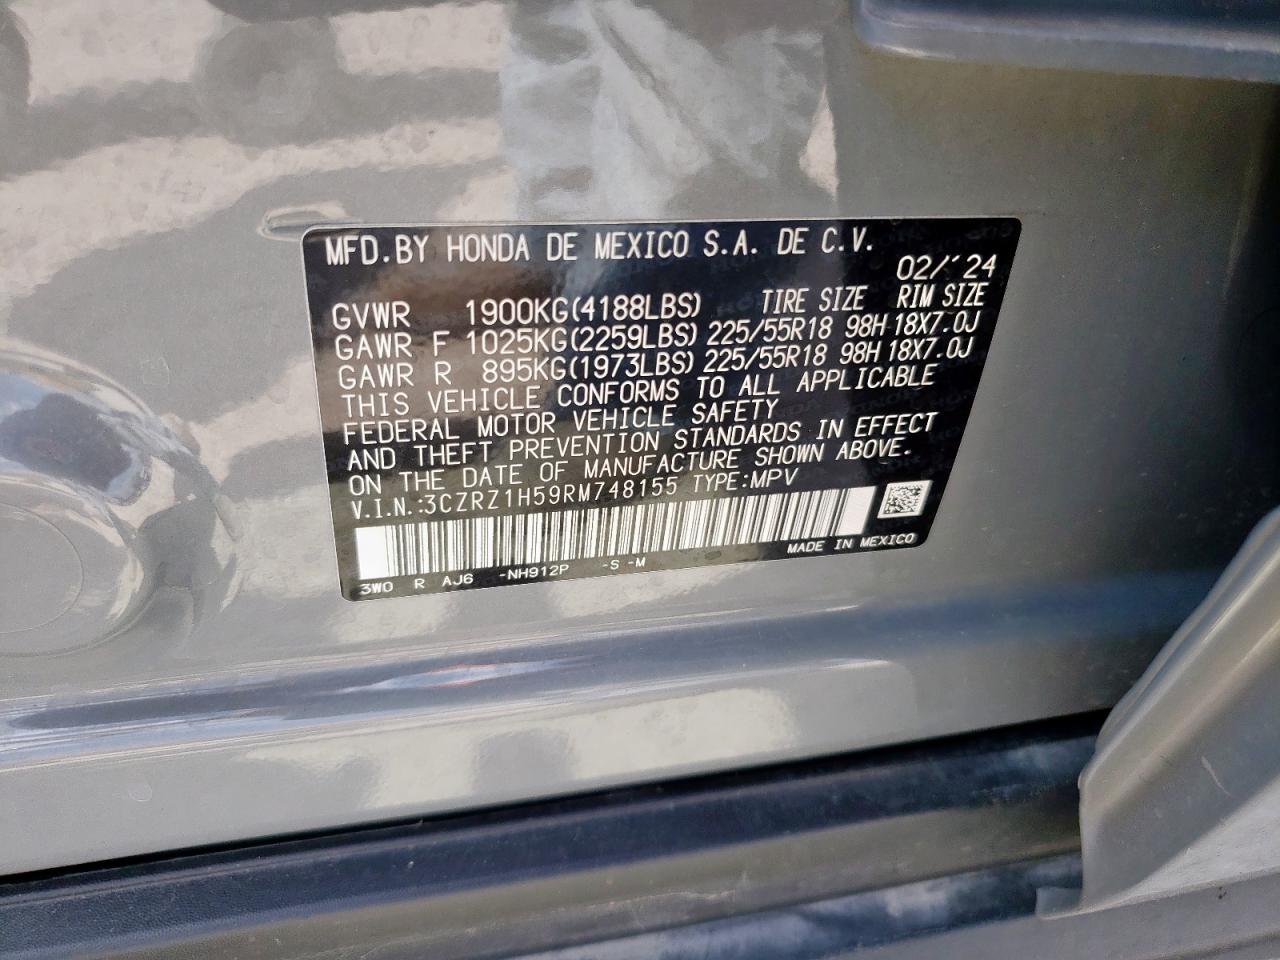 MFD.BY HONDA DE MEXICO S.A. DE C.V.
02/'24
GVWR 1900KG(4188LBS) TIRE SIZE RIM SIZE
GAWR F 1025KG(2259LBS) 225/55R18 98H 18X7.0J
GAWR R 895KG(1973LBS) 225/55R18 98H 18X7.0J
THIS VEHICLE CONFORMS TO ALL APPLICABLE
FEDERAL MOTOR VEHICLE SAFETY
AND THEFT PREVENTION STANDARDS IN EFFECT
ON THE DATE OF MANUFACTURE SHOWN ABOVE.
V.I.N.:3CZRZ1H59RM748155 TYPE:MPV
MADE IN MEXICO
3W0 R AJ6 -NH912P -S -M